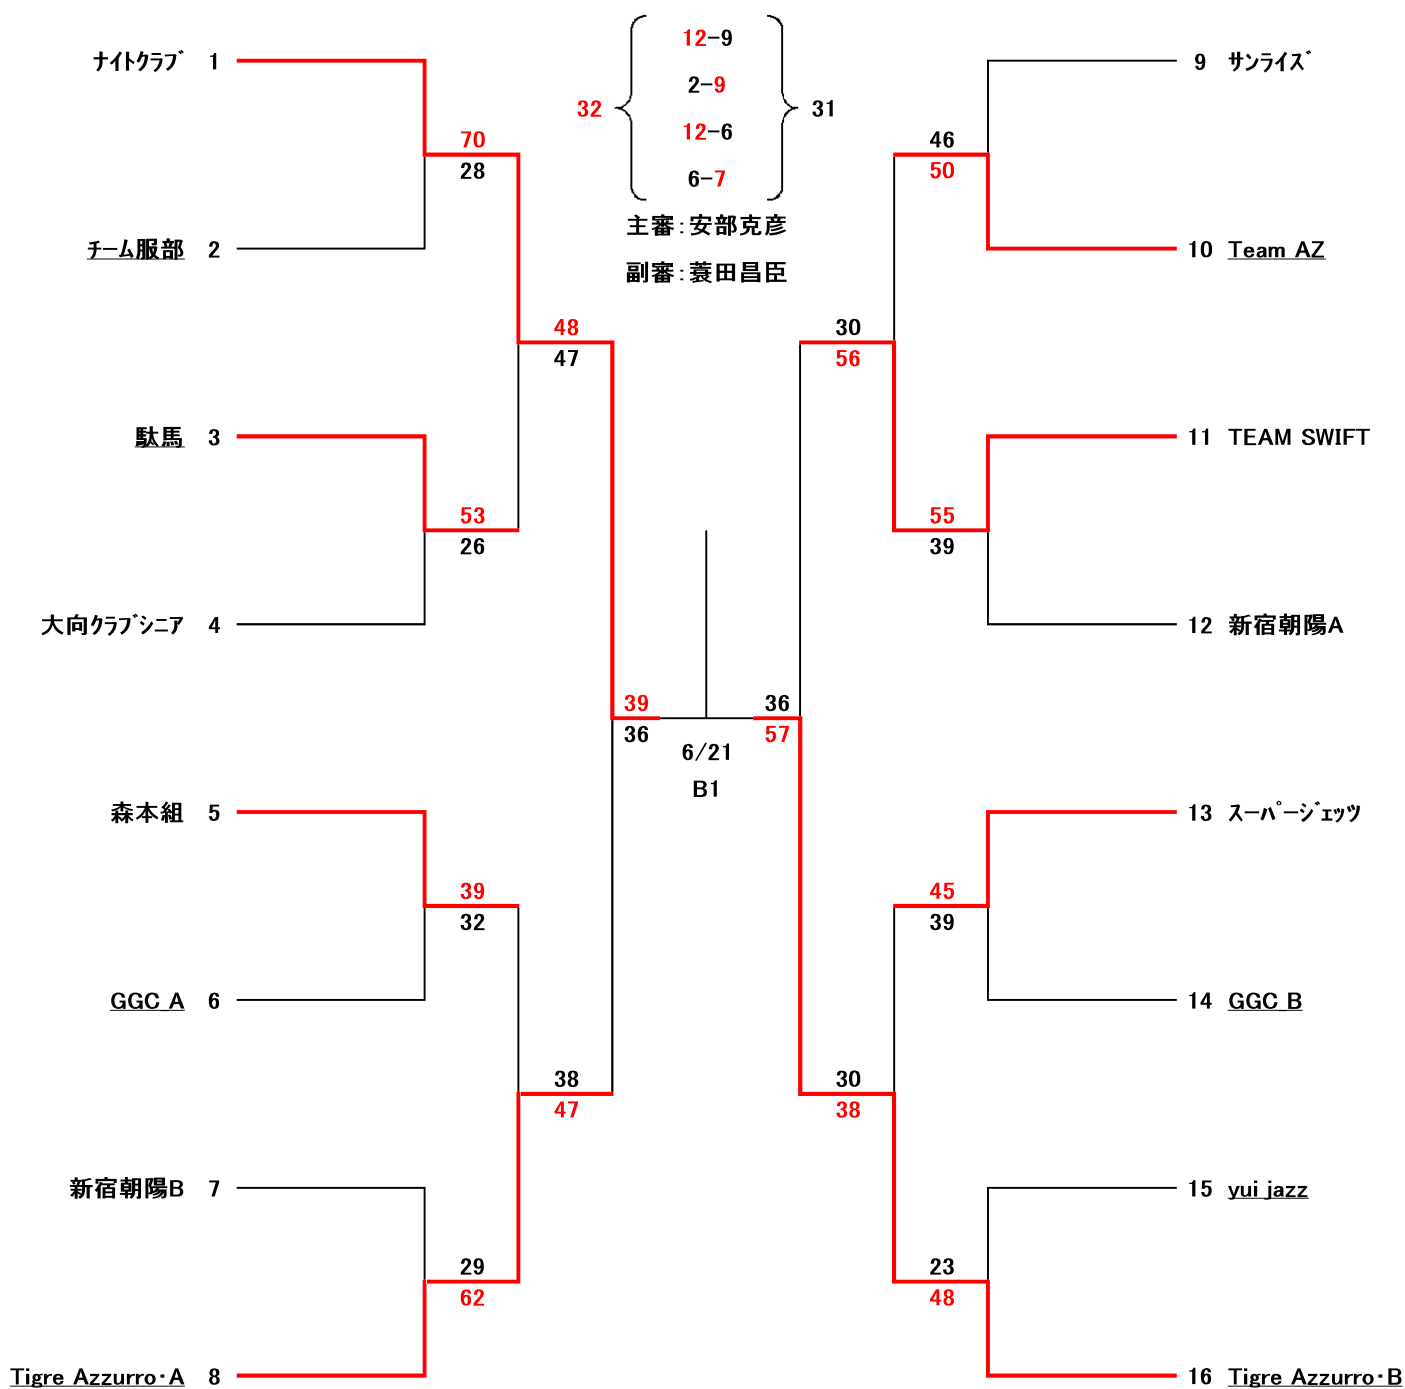 12-9
2-9
32
31
12-6
6-7
主審:安部克彦
副審:蓑田昌臣
ナイトクラブ 1
70
28
チーム服部 2
48
47
駄馬 3
53
26
大向クラブシニア 4
39
36
森本組 5
39
32
GGC A 6
38
47
新宿朝陽B 7
29
62
Tigre Azzurro・A 8
6/21
B1
9 サンライズ
46
50
10 Team AZ
30
56
11 TEAM SWIFT
55
39
12 新宿朝陽A
36
57
13 スーパージェッツ
45
39
14 GGC B
30
38
15 yui jazz
23
48
16 Tigre Azzurro・B